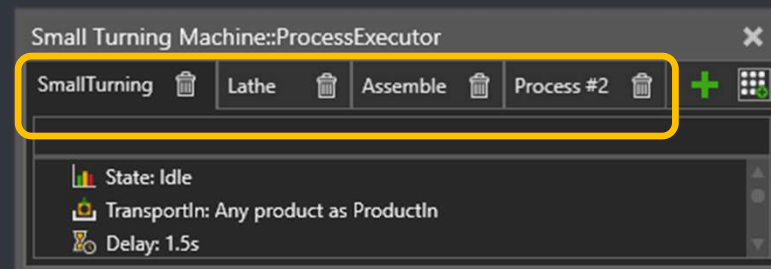 Small Turning Machine::ProcessExecutor
SmallTurning Lathe Assemble Process #2
State: Idle
TransportIn: Any product as ProductIn
Delay: 1.5s